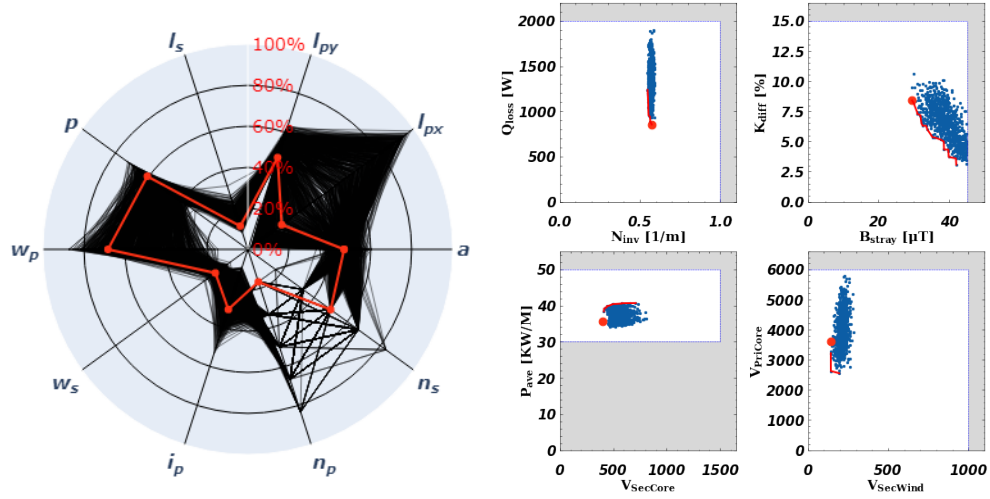 100%
80%
60%
40%
20%
0%
l_s
l_py
l_px
a
n_s
n_p
i_p
w_s
w_p
p
2000
1500
1000
500
0
Q_loss [W]
0.0 0.5 1.0
N_inv [1/m]
15.0
12.5
10.0
7.5
5.0
2.5
0.0
K_diff [%]
0 20 40
B_stray [μT]
50
40
30
20
10
0
P_ave [KW/M]
0 500 1000 1500
V_SecCore
6000
5000
4000
3000
2000
1000
0
V_PriCore
0 500 1000
V_SecWind